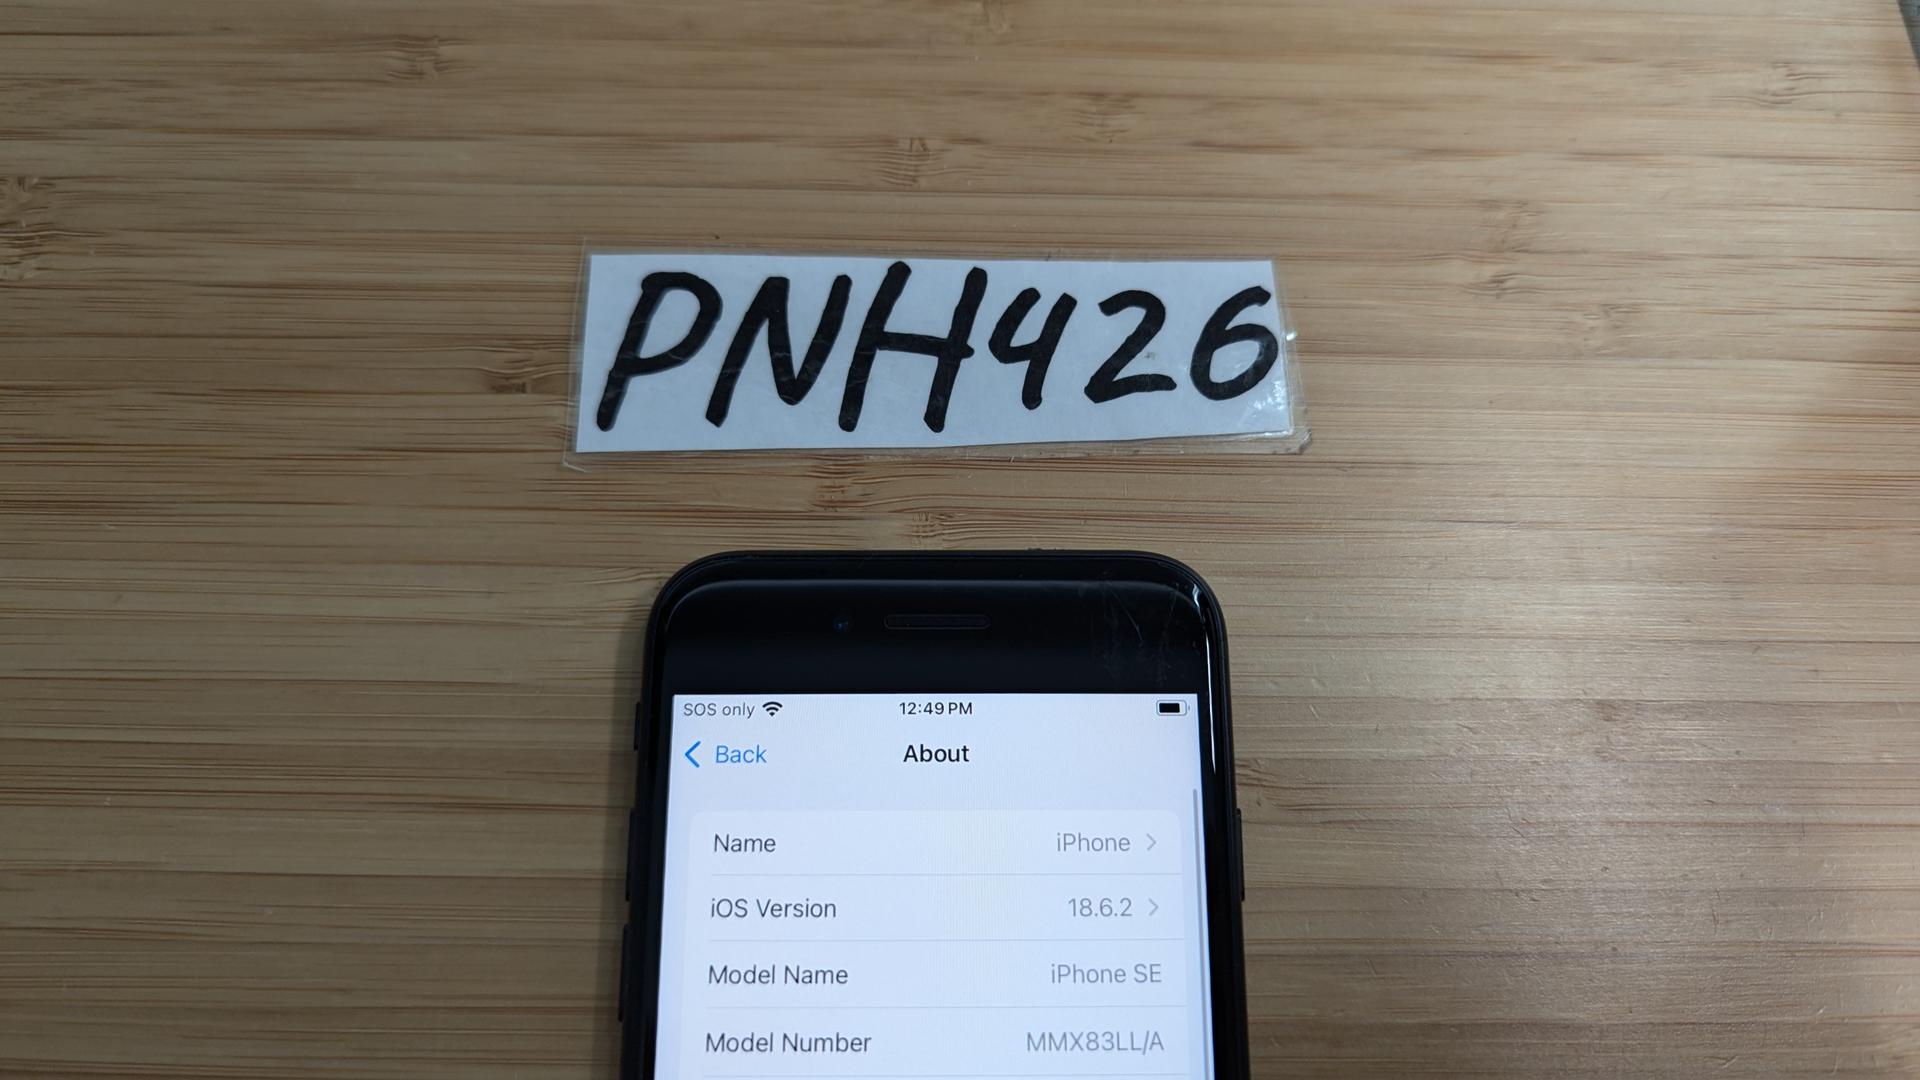 PNH426
SOS only 12:49 PM
Back About
Name iPhone
iOS Version 18.6.2
Model Name iPhone SE
Model Number MMX83LL/A